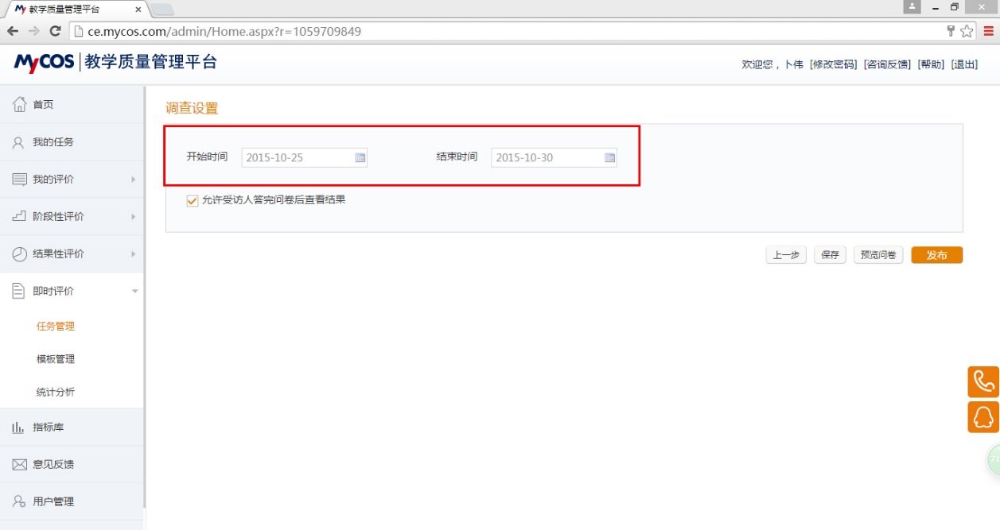 教学质量管理平台
ce.mycos.com/admin/Home.aspx?r=1059709849
MyCOS 教学质量管理平台
欢迎您，卜伟 [修改密码] [咨询反馈] [帮助] [退出]
首页
我的任务
我的评价
阶段性评价
结果性评价
即时评价
任务管理
模板管理
统计分析
指标库
意见反馈
用户管理
调查设置
开始时间 2015-10-25 结束时间 2015-10-30
允许受访人答完问卷后查看结果
上一步 保存 预览问卷 发布
71